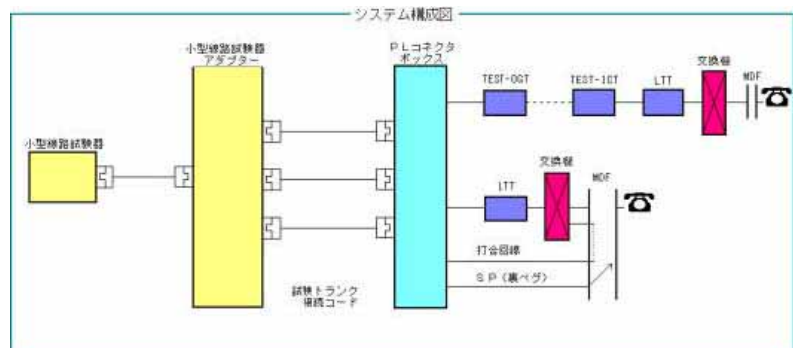 システム構成図
小型線路試験器
アダプター
PLコネクタ
ボックス
TEST-OGT
TEST-ICT
LTT
交換機
MDF
小型線路試験器
交換機
LTT
MDF
打合回線
SP(裏ペグ)
試験トランク
接続コード